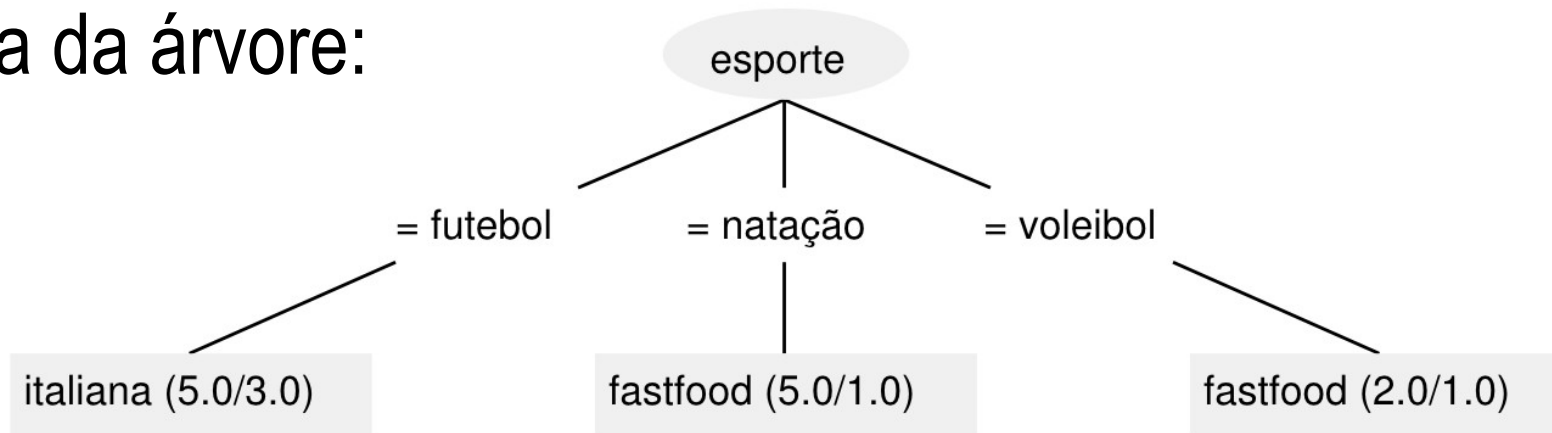 a da árvore:
esporte
= futebol
= natação
= voleibol
italiana (5.0/3.0)
fastfood (5.0/1.0)
fastfood (2.0/1.0)